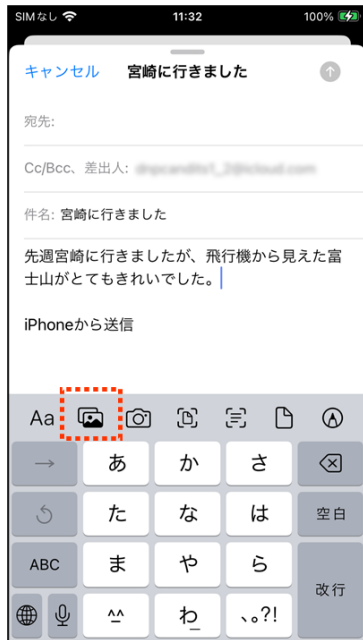 SIMなし 11:32 100%
キャンセル 宮崎に行きました
宛先:
Cc/Bcc、差出人:
件名: 宮崎に行きました
先週宮崎に行きましたが、飛行機から見えた富
士山がとてもきれいでした。
iPhoneから送信
Aa
→ あ か さ
た な は 空白
ABC ま や ら 改行
^^ わ_ 、。?!